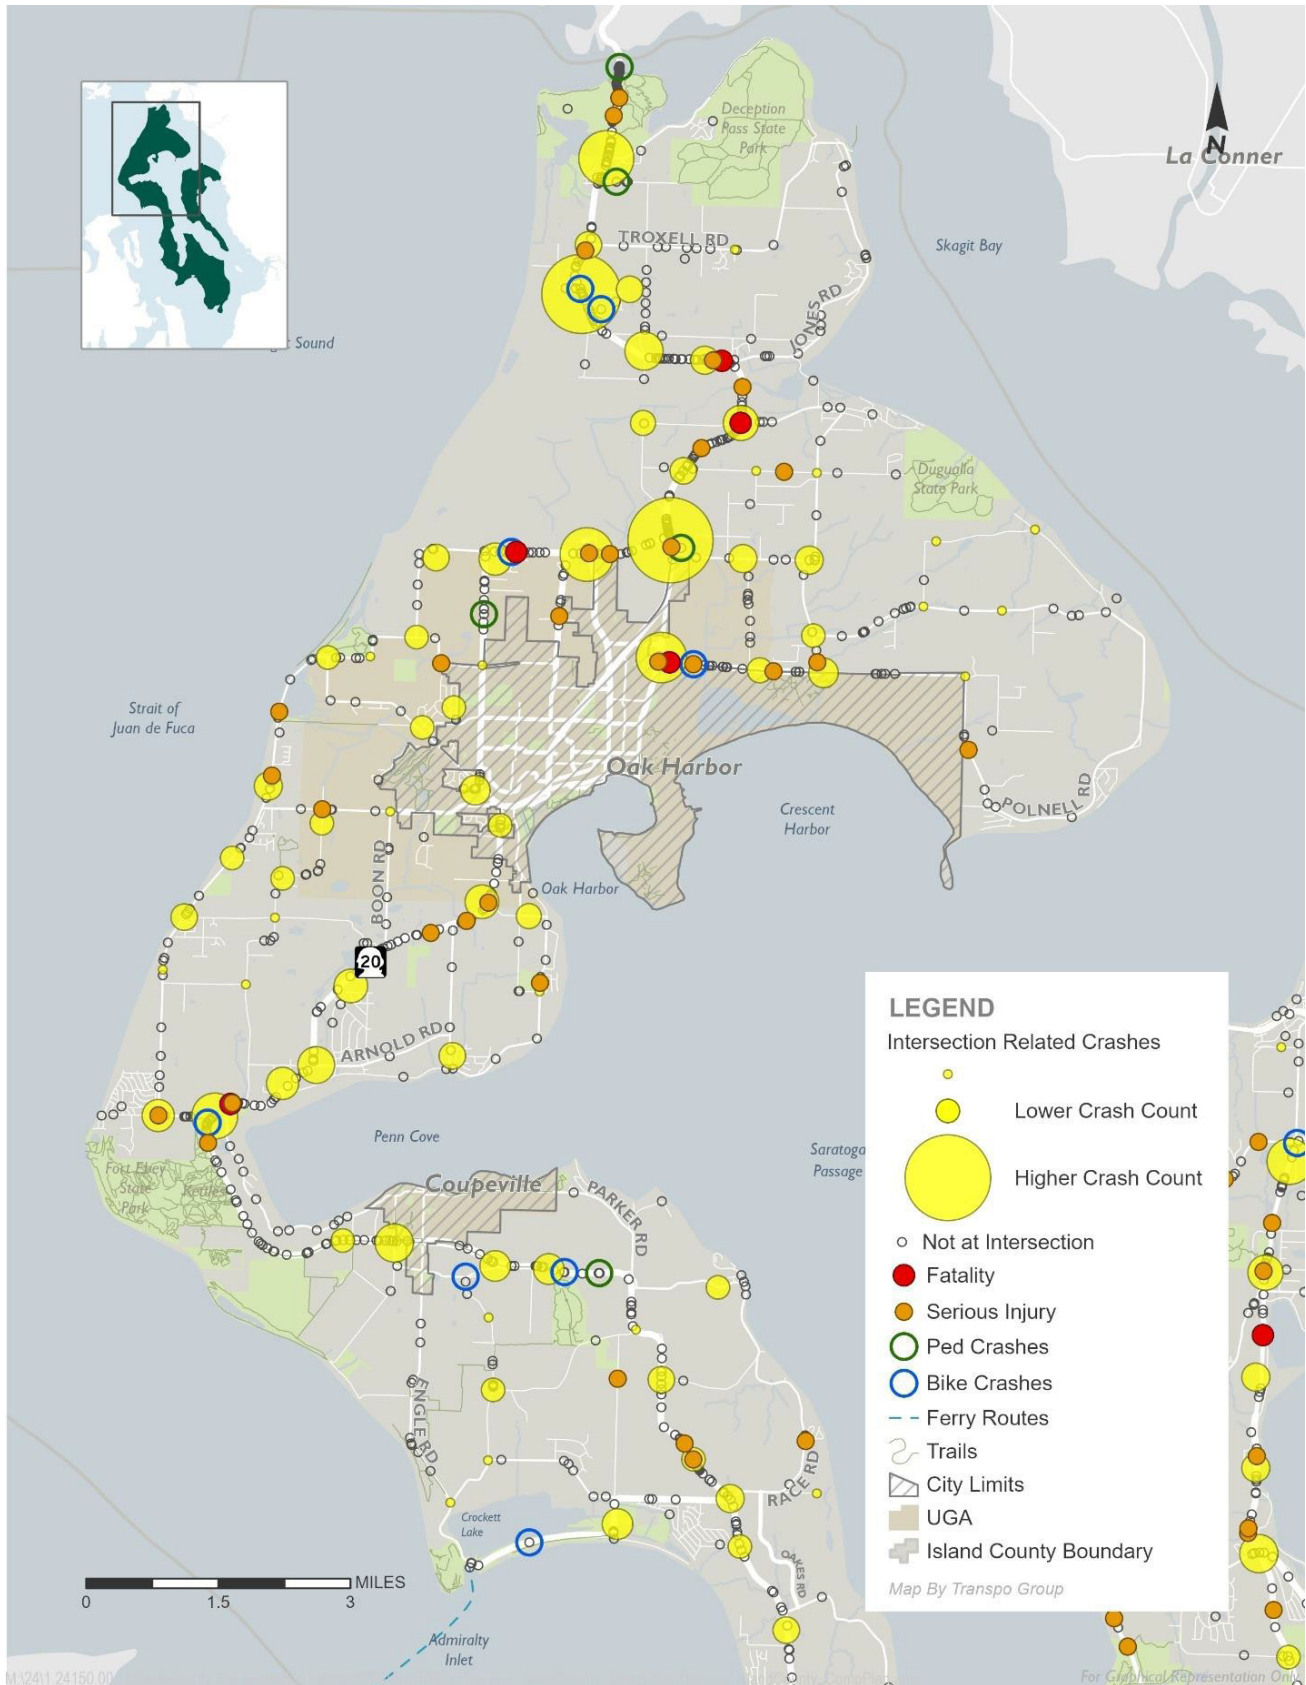 Deception
Pass State
Park
N
La Conner
TROXELL RD
Skagit Bay
JONES RD
Sound
Dugualla
State Park
Strait of
Juan de Fuca
Oak Harbor
Crescent
Harbor
POLNELL RD
BOON RD
Oak Harbor
20
ARNOLD RD
Penn Cove
Saratoga
Passage
Fort Ebey
State
Park
Kettles
Coupeville
PARKER RD
ENGLE RD
RACE RD
Crockett
Lake
OAKES RD
Admiralty
Inlet
MILES
0 1.5 3
LEGEND
Intersection Related Crashes
Lower Crash Count
Higher Crash Count
Not at Intersection
Fatality
Serious Injury
Ped Crashes
Bike Crashes
Ferry Routes
Trails
City Limits
UGA
Island County Boundary
Map By Transpo Group
For Graphical Representation Only